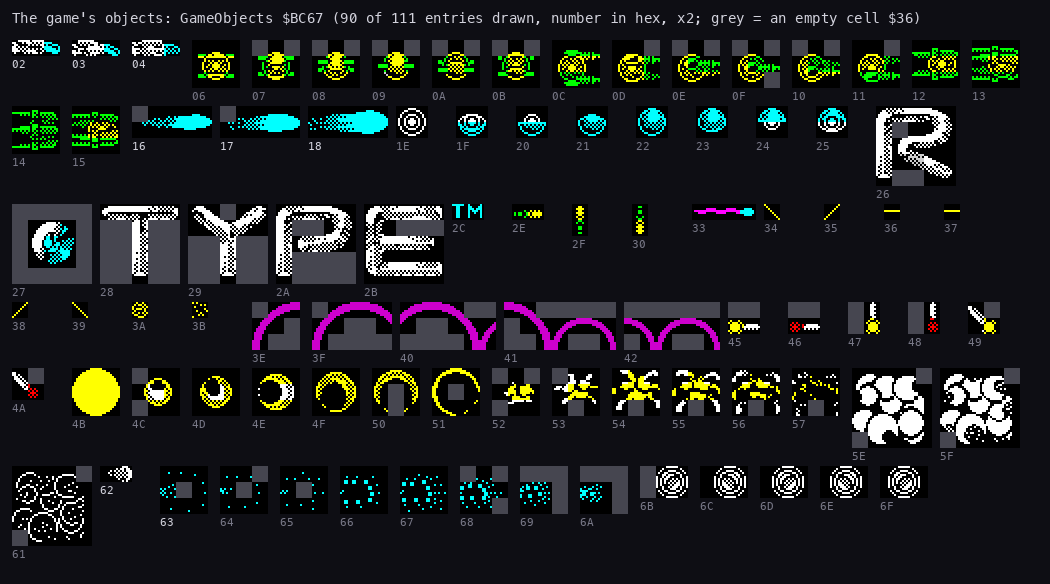 The game's objects: GameObjects $BC67 (90 of 111 entries drawn, number in hex, x2; grey = an empty cell $36)
02 03 04 06 07 08 09 0A 0B 0C 0D 0E 0F 10 11 12 13
14 15 16 17 18 1E 1F 20 21 22 23 24 25 26
R
TYPE TM
27 28 29 2A 2B 2C 2E 2F 30 33 34 35 36 37
38 39 3A 3B 3E 3F 40 41 42 45 46 47 48 49
4A 4B 4C 4D 4E 4F 50 51 52 53 54 55 56 57 5E 5F
61 62 63 64 65 66 67 68 69 6A 6B 6C 6D 6E 6F